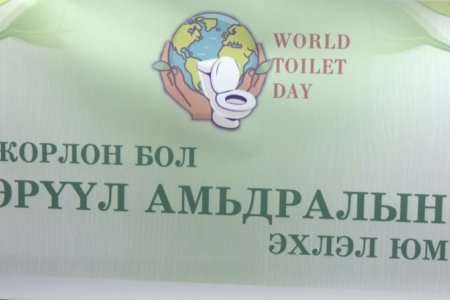 WORLD
TOILET
DAY
ЖОРЛОН БОЛ
ЭРҮҮЛ АМЬДРАЛЫН
ЭХЛЭЛ ЮМ